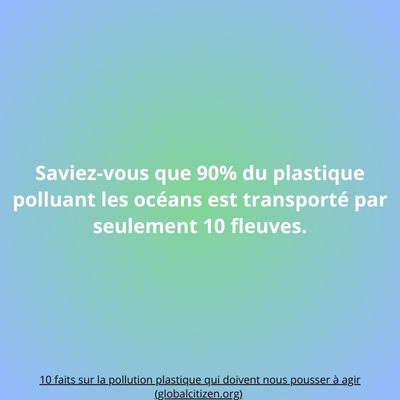 Saviez-vous que 90% du plastique
polluant les océans est transporté par
seulement 10 fleuves.
10 faits sur la pollution plastique qui doivent nous pousser à agir
(globalcitizen.org)